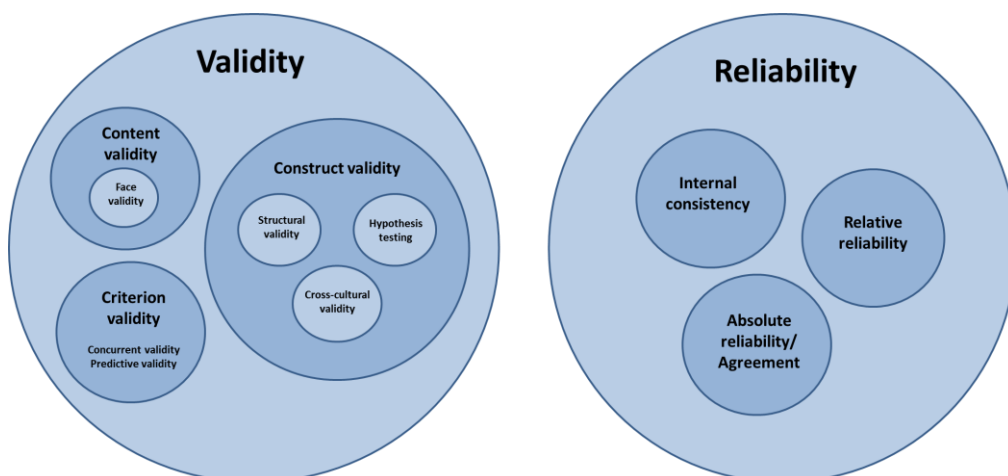 Validity
Content
validity
Face
validity
Construct validity
Structural
validity
Hypothesis
testing
Cross-cultural
validity
Criterion
validity
Concurrent validity
Predictive validity
Reliability
Internal
consistency
Relative
reliability
Absolute
reliability/
Agreement